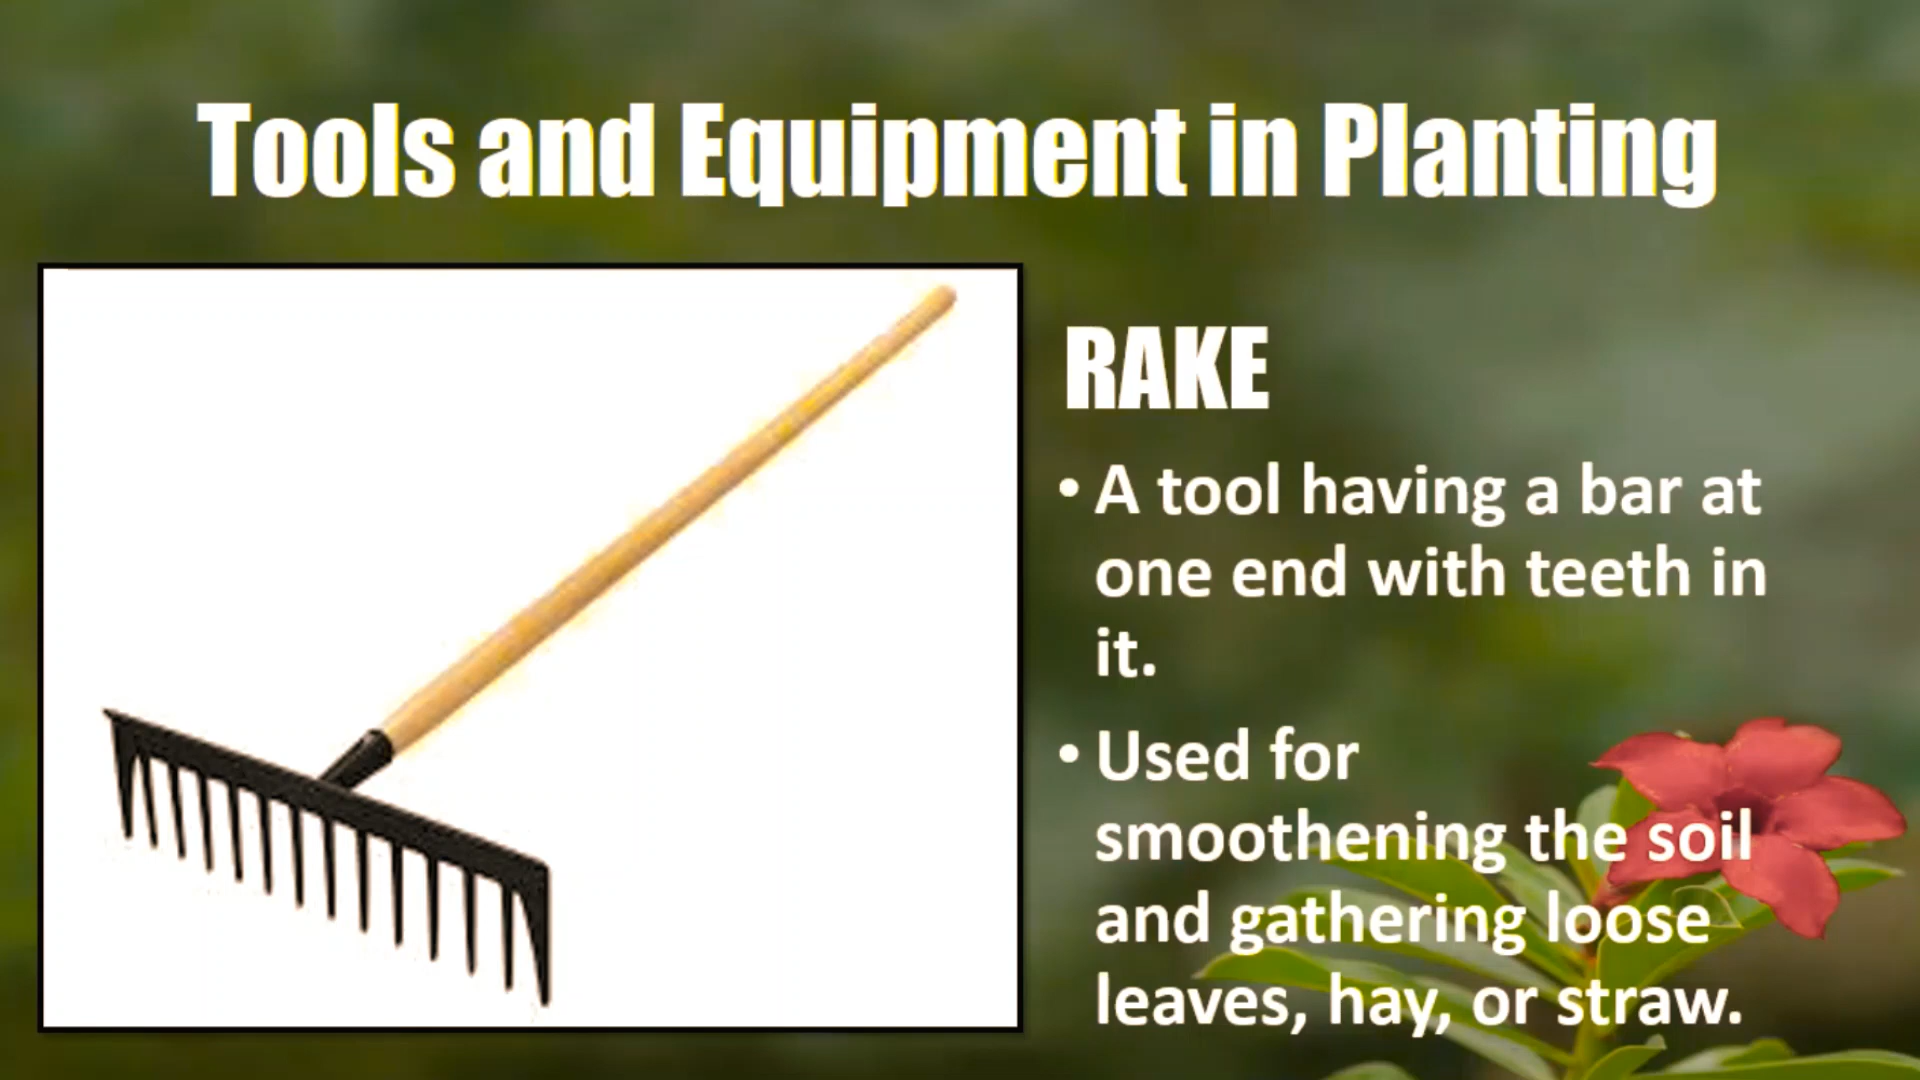 Tools and Equipment in Planting
RAKE
• A tool having a bar at
one end with teeth in
it.
• Used for
smoothening the soil
and gathering loose
leaves, hay, or straw.